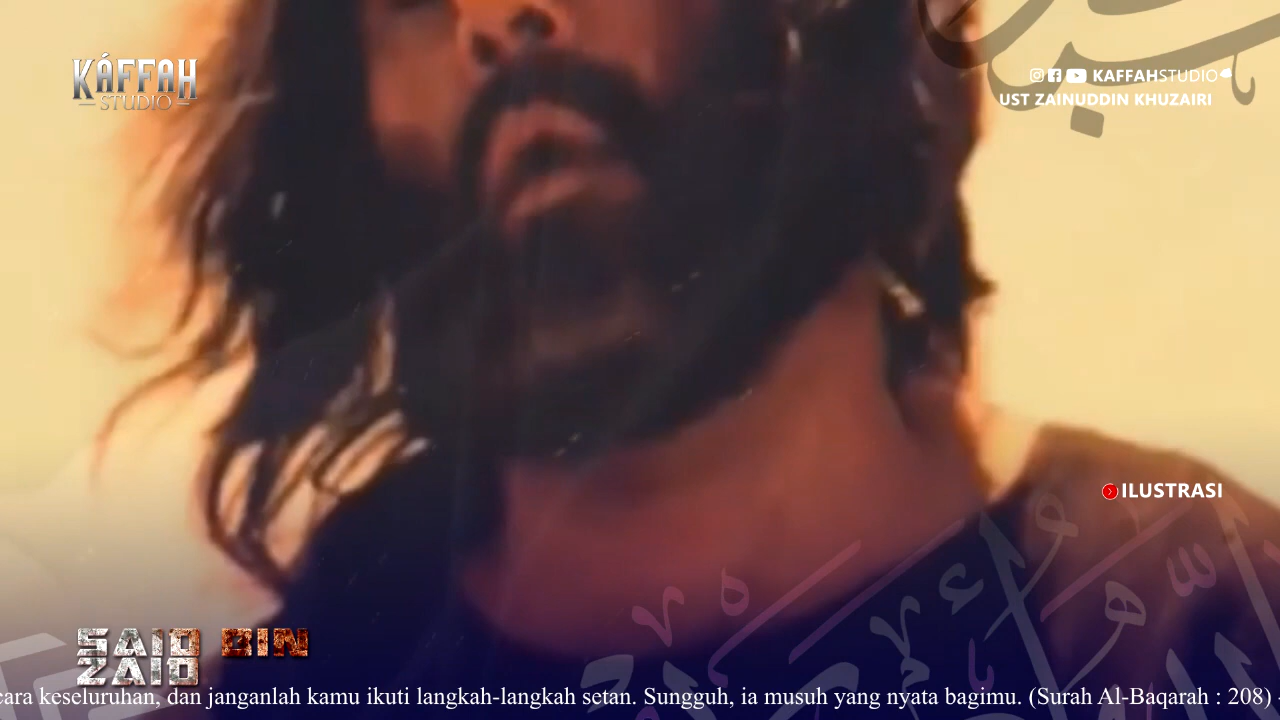 KÁFFAH
STUDIO
KAFFAHSTUDIO
UST ZAINUDDIN KHUZAIRI
ILUSTRASI
SAID BIN
ZAID
cara keseluruhan, dan janganlah kamu ikuti langkah-langkah setan. Sungguh, ia musuh yang nyata bagimu. (Surah Al-Baqarah : 208)